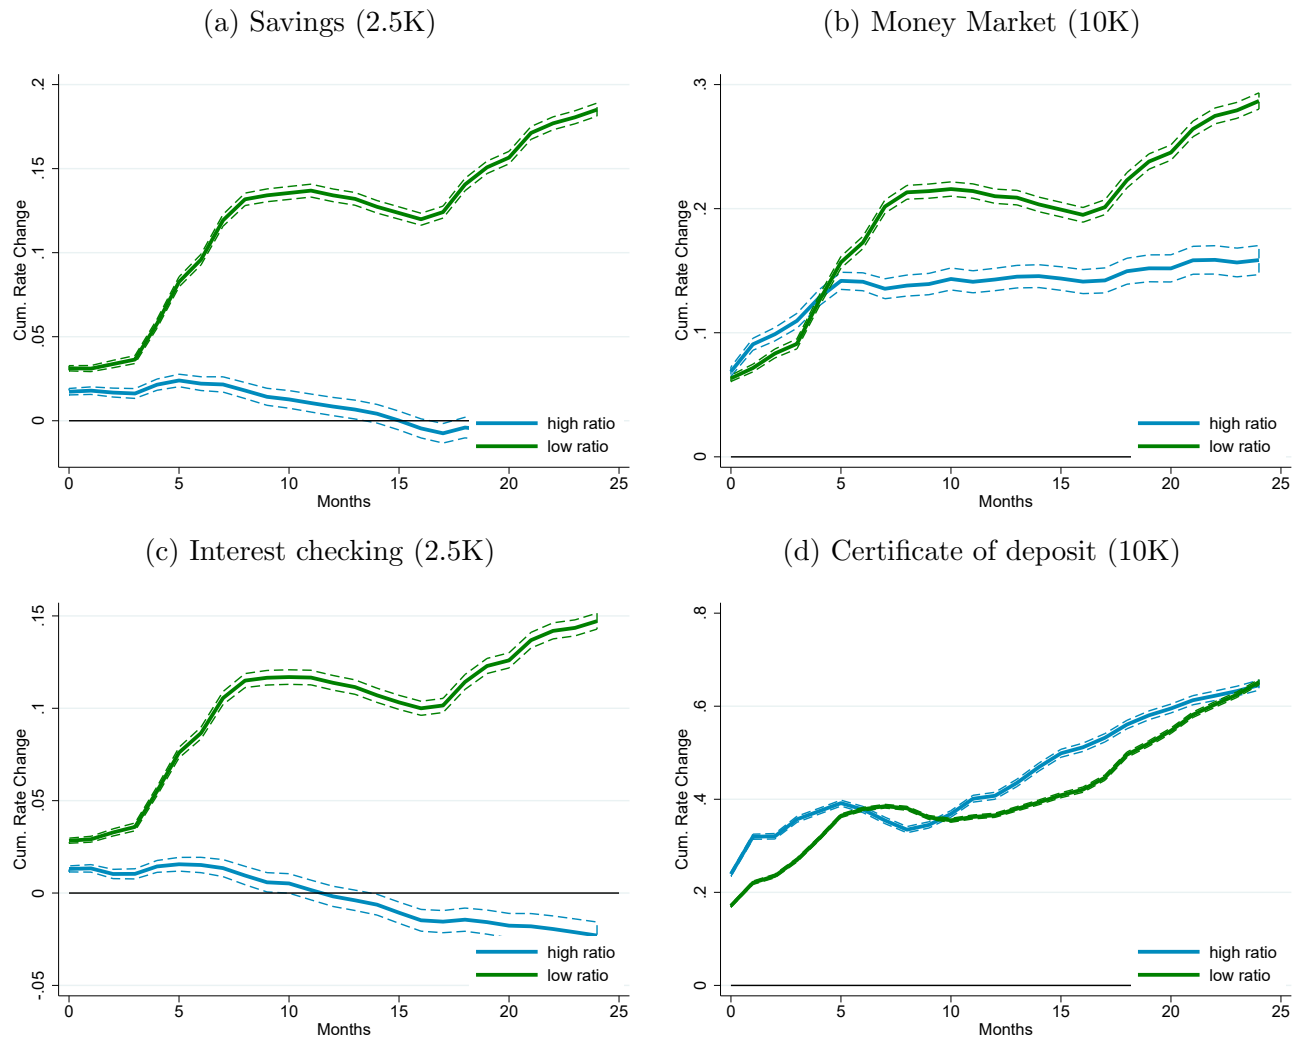 (a) Savings (2.5K)
Cum. Rate Change
.2
.15
.1
.05
0
0 5 10 15 20 25
Months
high ratio
low ratio
(b) Money Market (10K)
Cum. Rate Change
.3
.2
.1
0
0 5 10 15 20 25
Months
high ratio
low ratio
(c) Interest checking (2.5K)
Cum. Rate Change
.15
.1
.05
0
-.05
0 5 10 15 20 25
Months
high ratio
low ratio
(d) Certificate of deposit (10K)
Cum. Rate Change
.8
.6
.4
.2
0
0 5 10 15 20 25
Months
high ratio
low ratio